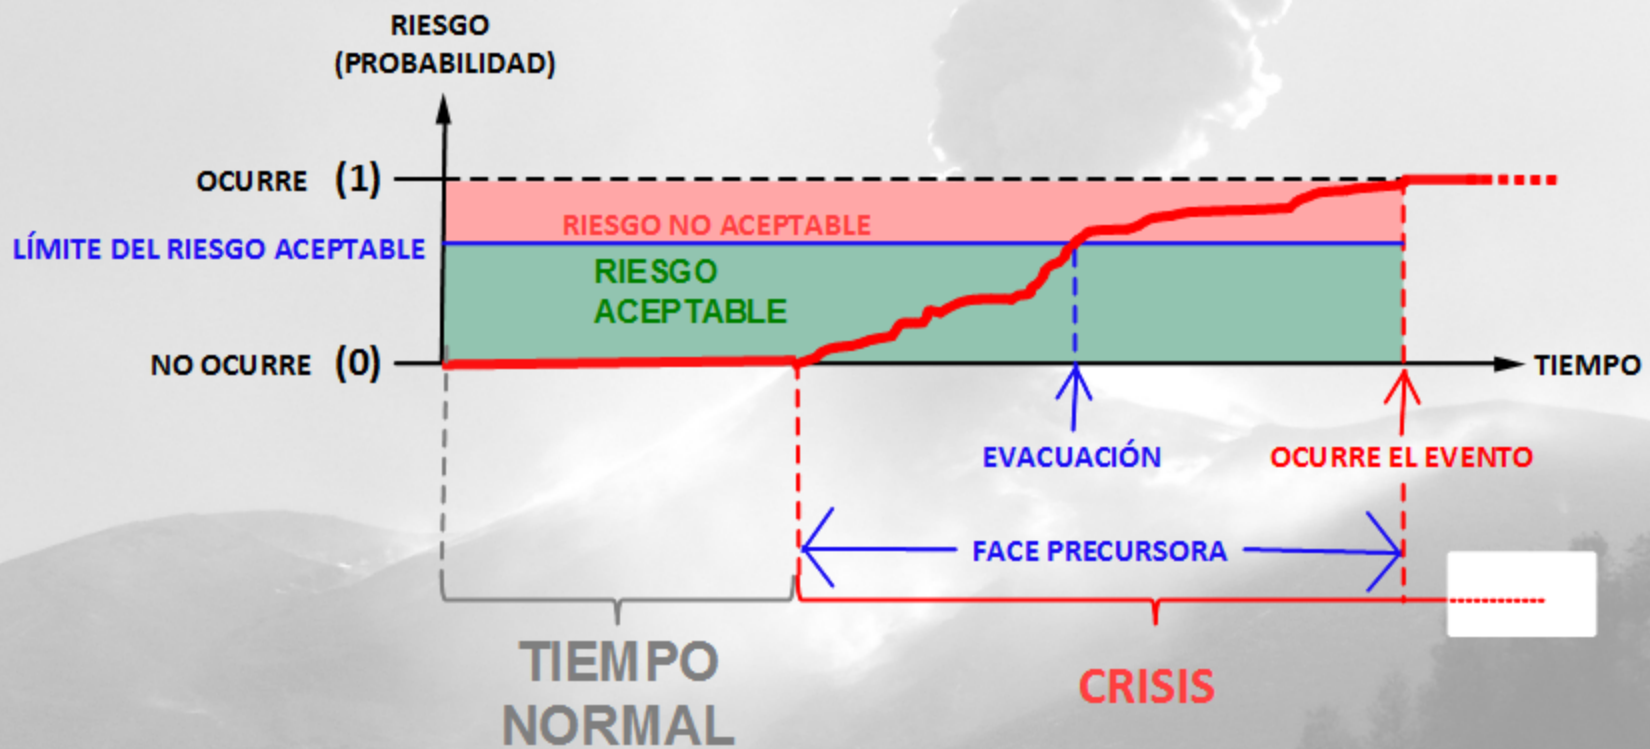 RIESGO
(PROBABILIDAD)
OCURRE (1)
RIESGO NO ACEPTABLE
LÍMITE DEL RIESGO ACEPTABLE
RIESGO
ACEPTABLE
NO OCURRE (0)
TIEMPO
EVACUACIÓN
OCURRE EL EVENTO
FACE PRECURSORA
TIEMPO
NORMAL
CRISIS